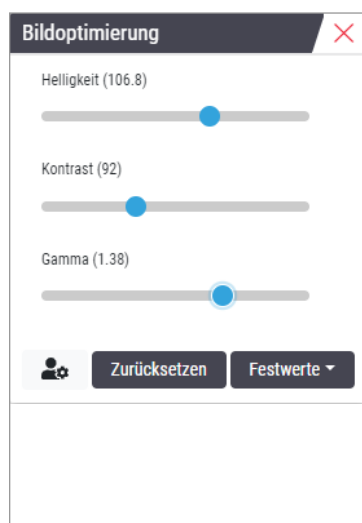 Bildoptimierung
Helligkeit (106.8)
Kontrast (92)
Gamma (1.38)
Zurücksetzen
Festwerte